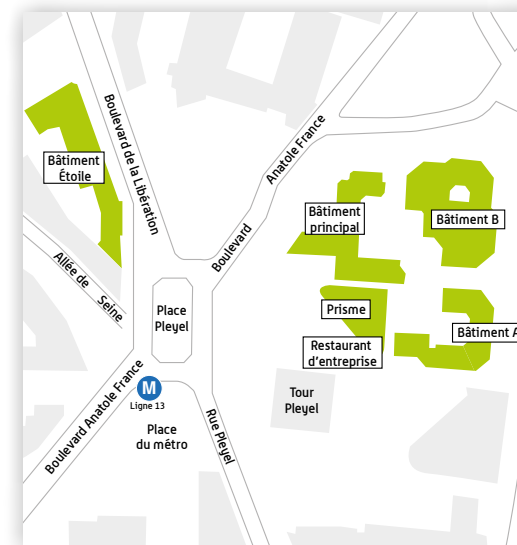 Boulevard de la Libération
Anatole France
Boulevard
Bâtiment
Étoile
Bâtiment
principal
Bâtiment B
Allée de
Seine
Place
Pleyel
Prisme
Restaurant
d'entreprise
Bâtiment A
M
Ligne 13
Boulevard Anatole France
Place
du métro
Rue Pleyel
Tour
Pleyel